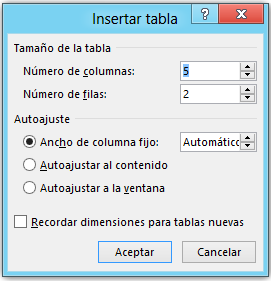 Insertar tabla ?
Tamaño de la tabla
Número de columnas: 5
Número de filas: 2
Autoajuste
Ancho de columna fijo: Automático
Autoajustar al contenido
Autoajustar a la ventana
Recordar dimensiones para tablas nuevas
Aceptar Cancelar